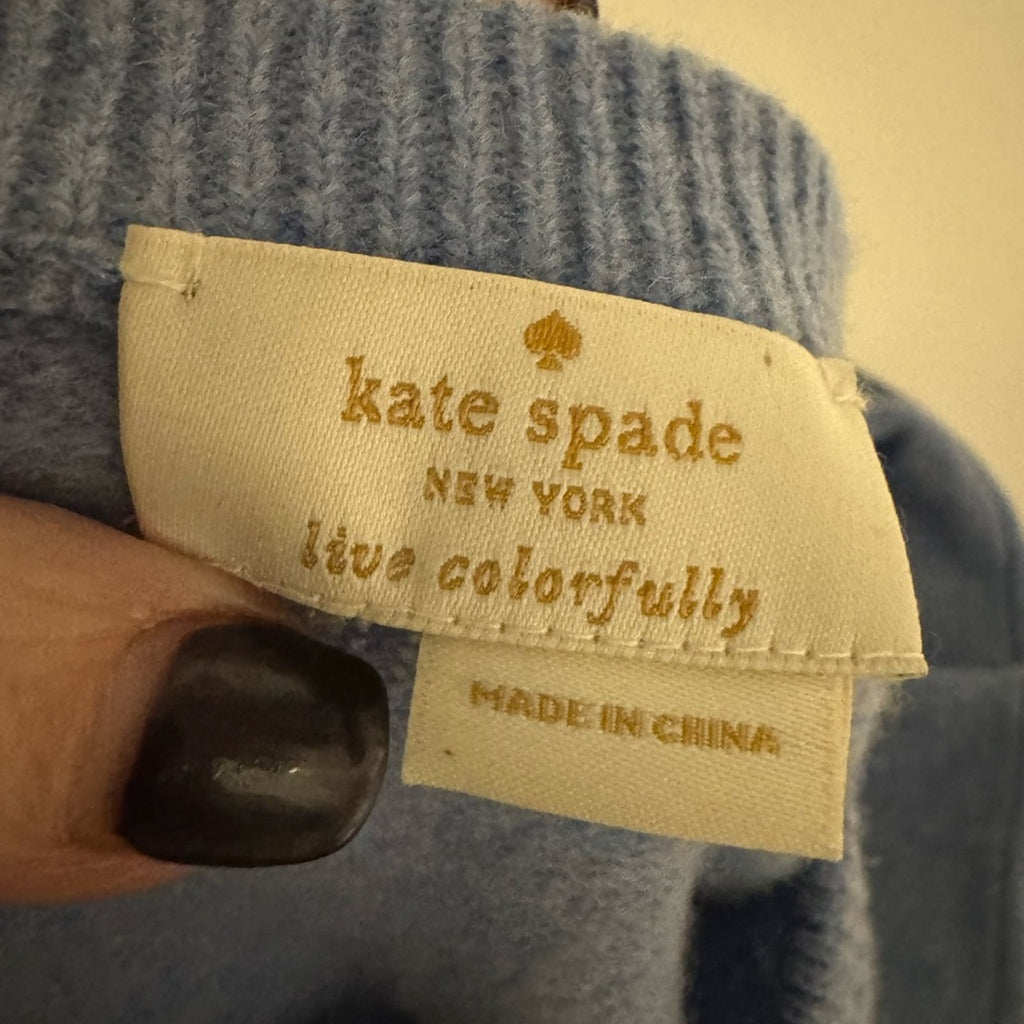 kate spade
NEW YORK
live colorfully
MADE IN CHINA